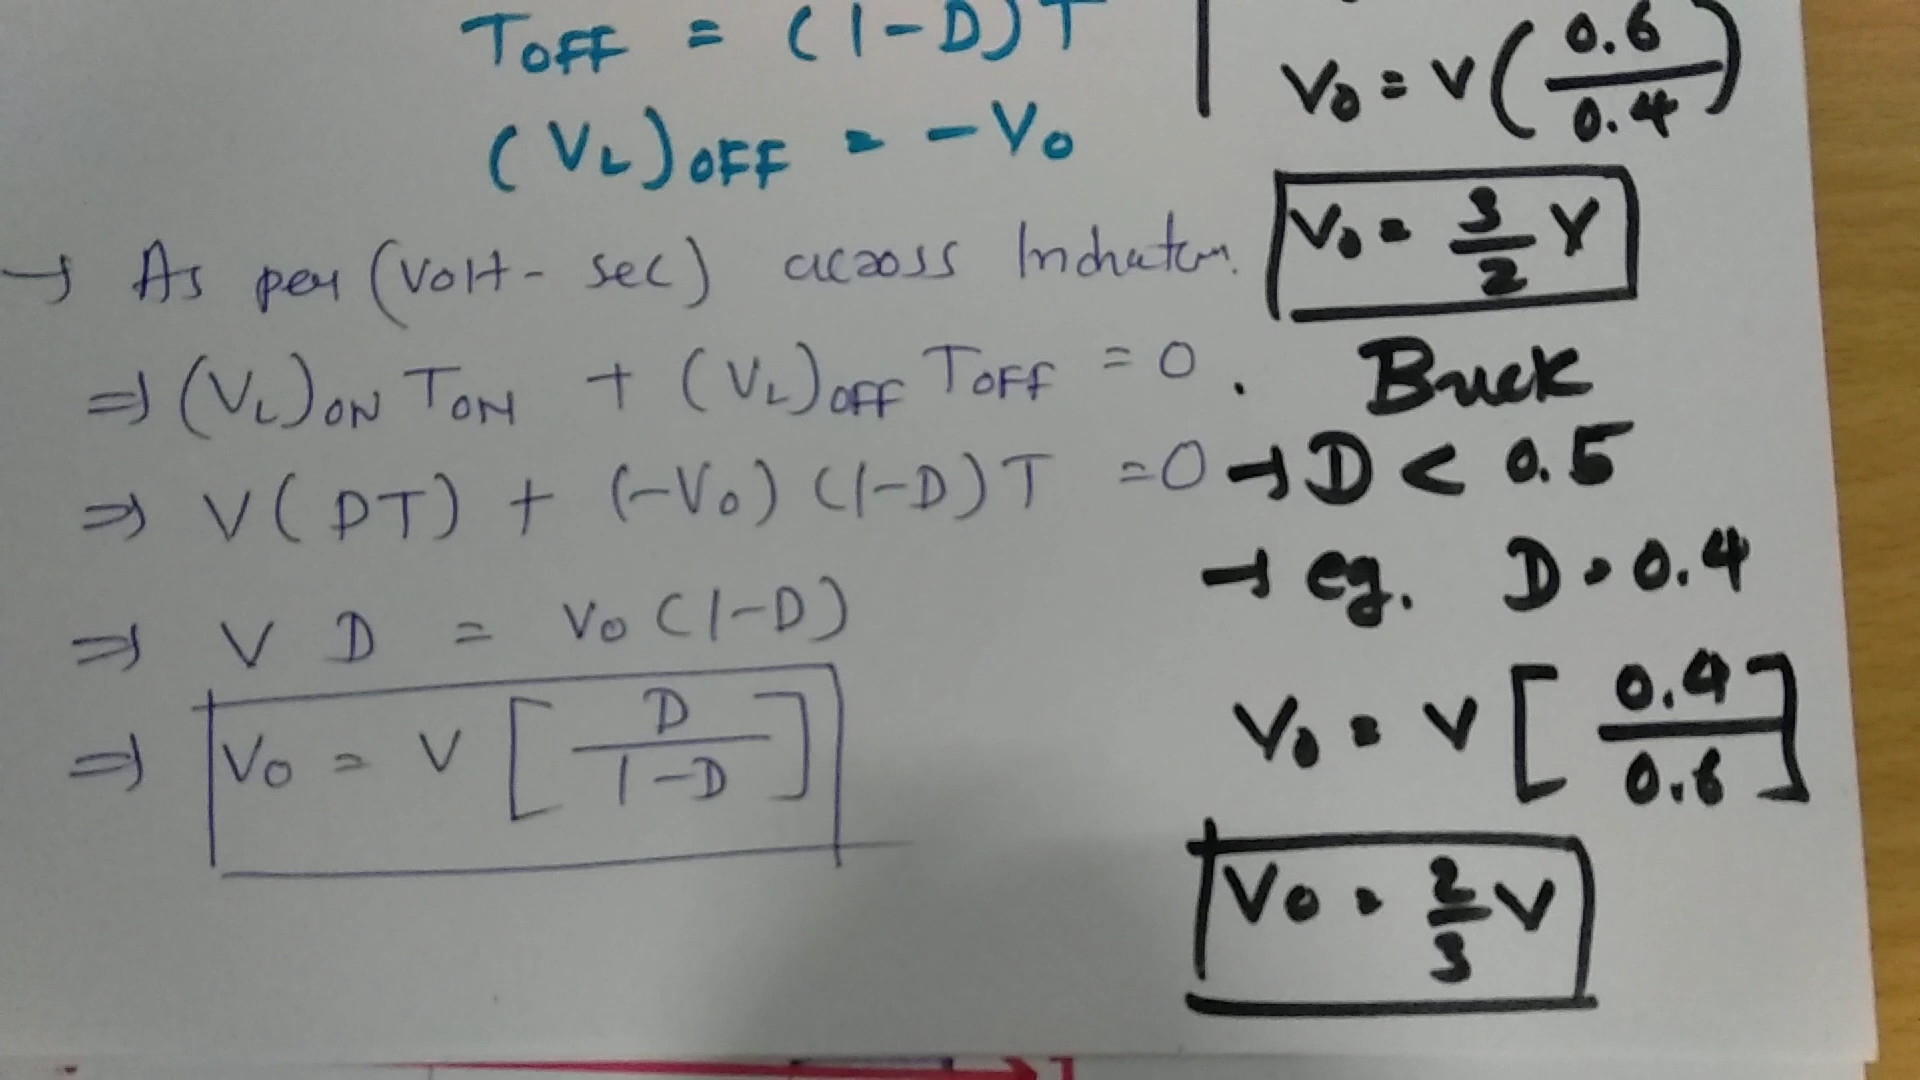 TOFF = (1-D)T
(VL)OFF = -Vo
→ As per (Volt-sec) across Inductor.
⇒ (VL)ON TON + (VL)OFF TOFF = 0.
⇒ V(DT) + (-Vo) (1-D)T = 0
⇒ V D = Vo (1-D)
⇒ Vo = V [D/(1-D)]
Vo = V (0.6/0.4)
Vo = 3/2 V
Buck
→ D < 0.5
→ eg. D = 0.4
Vo = V [0.4/0.6]
Vo = 2/3 V